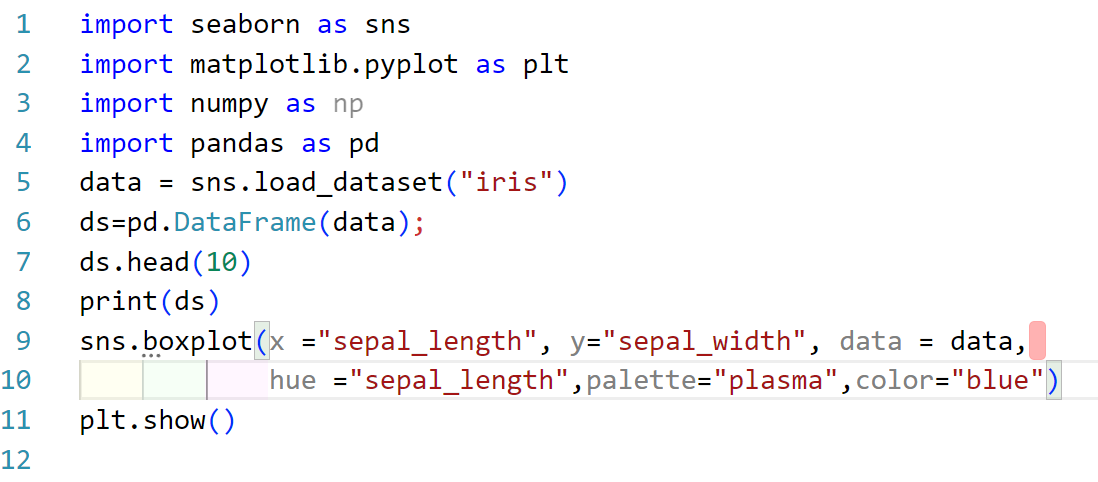 1 import seaborn as sns
2 import matplotlib.pyplot as plt
3 import numpy as np
4 import pandas as pd
5 data = sns.load_dataset("iris")
6 ds=pd.DataFrame(data);
7 ds.head(10)
8 print(ds)
9 sns.boxplot(x ="sepal_length", y="sepal_width", data = data,
10             hue ="sepal_length",palette="plasma",color="blue")
11 plt.show()
12